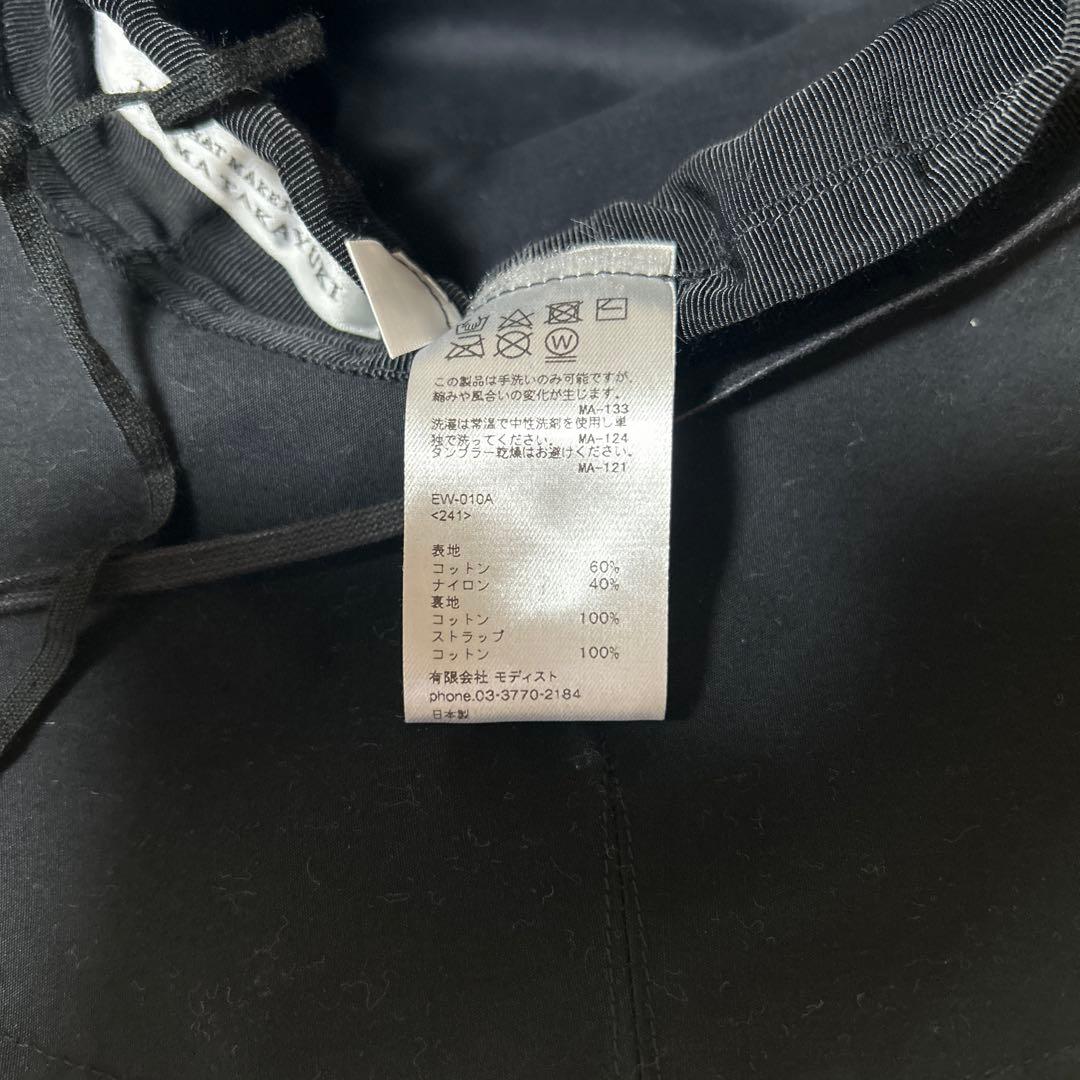 HAT MAKER
KA TAKAYUKI
この製品は手洗いのみ可能ですが、
縮みや風合いの変化が生じます。
MA-133
洗濯は常温で中性洗剤を使用し単
独で洗ってください。 MA-124
タンブラー乾燥はお避けください。
MA-121
EW-010A
<241>
表地
コットン 60%
ナイロン 40%
裏地
コットン 100%
ストラップ
コットン 100%
有限会社 モディスト
phone.03-3770-2184
日本製